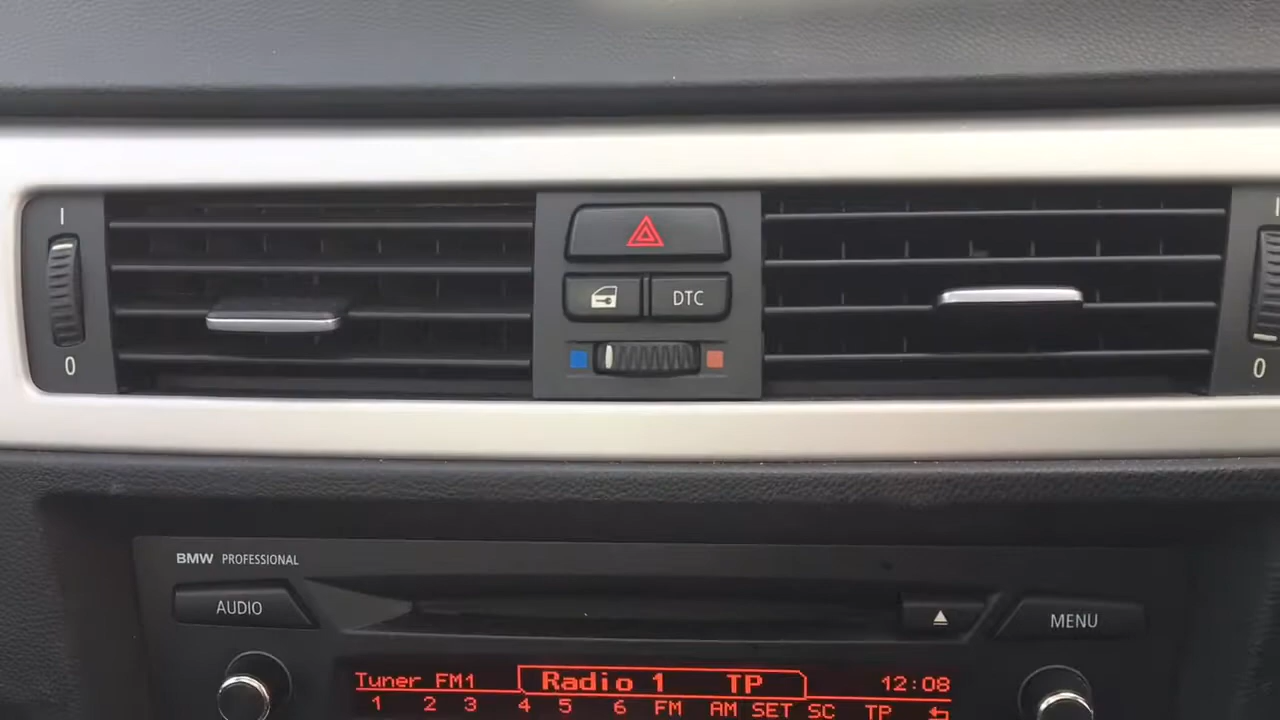 I
DTC
0
0
BMW PROFESSIONAL
AUDIO
MENU
Tuner FM1 Radio 1 TP 12:08
1 2 3 4 5 6 FM AM SET SC TP